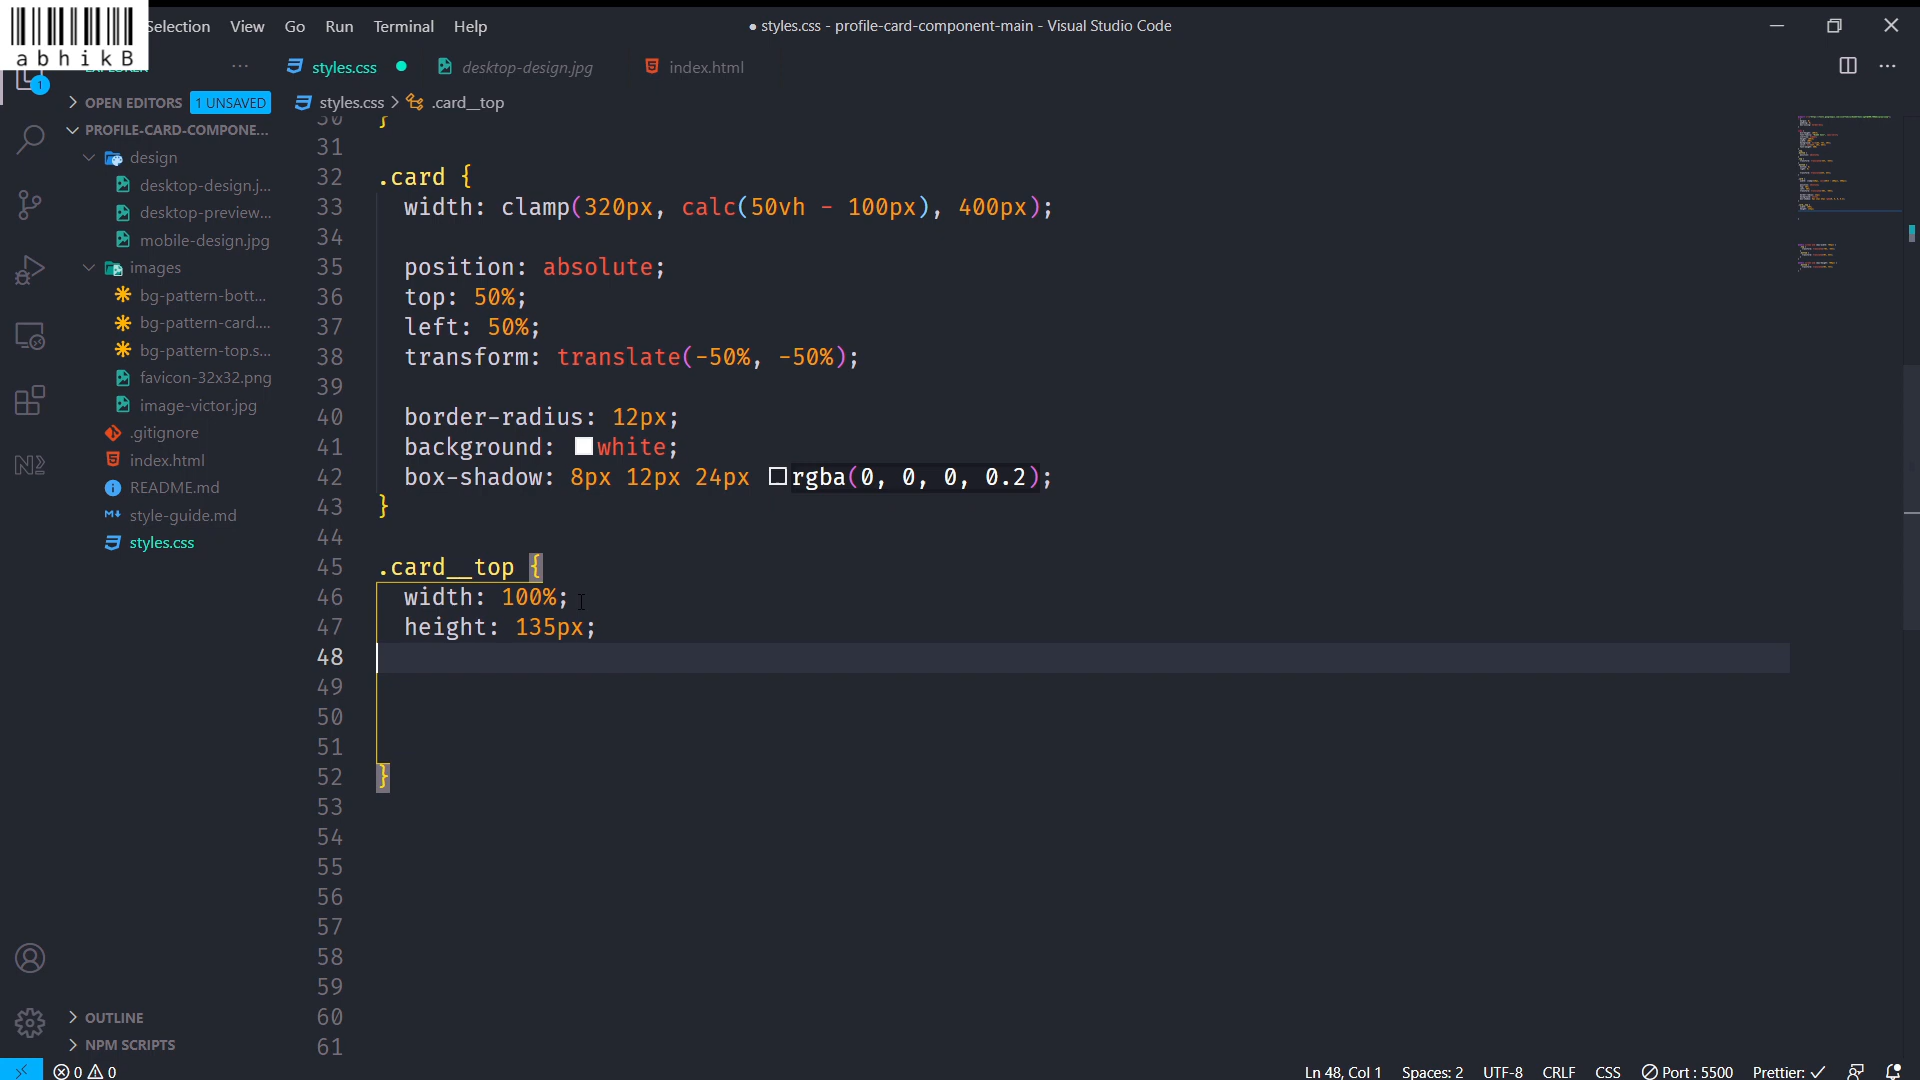 abhikB
Selection View Go Run Terminal Help
● styles.css - profile-card-component-main - Visual Studio Code
EXPLORER
1
styles.css
desktop-design.jpg
index.html
OPEN EDITORS 1 UNSAVED
styles.css > .card__top
PROFILE-CARD-COMPONE...
design
desktop-design.j...
desktop-preview...
mobile-design.jpg
images
bg-pattern-bott...
bg-pattern-card....
bg-pattern-top.s...
favicon-32x32.png
image-victor.jpg
.gitignore
index.html
README.md
style-guide.md
styles.css
OUTLINE
NPM SCRIPTS
30 }
31
32 .card {
33 width: clamp(320px, calc(50vh - 100px), 400px);
34
35 position: absolute;
36 top: 50%;
37 left: 50%;
38 transform: translate(-50%, -50%);
39
40 border-radius: 12px;
41 background: white;
42 box-shadow: 8px 12px 24px rgba(0, 0, 0, 0.2);
43 }
44
45 .card__top {
46 width: 100%;
47 height: 135px;
48
49
50
51
52 }
53
54
55
56
57
58
59
60
61
0 0
Ln 48, Col 1 Spaces: 2 UTF-8 CRLF CSS Port : 5500 Prettier: ✓